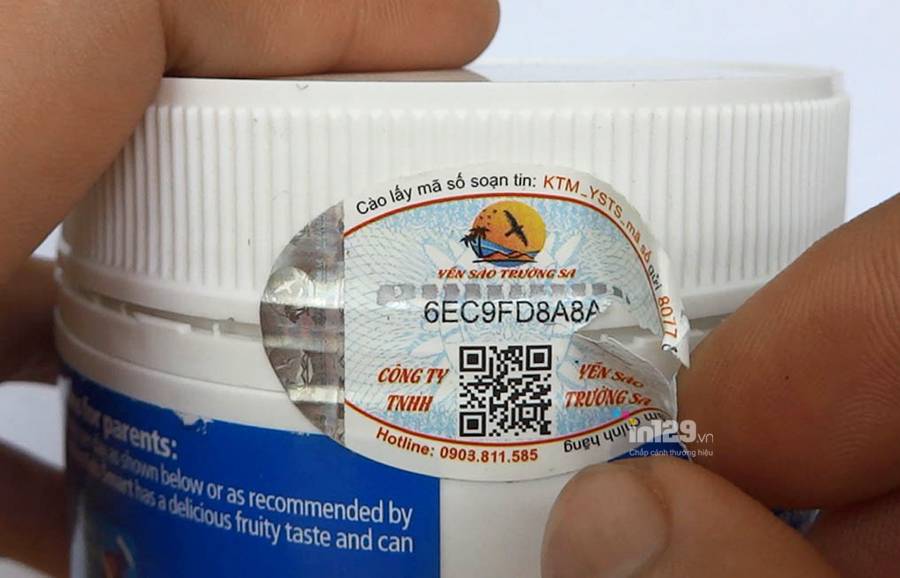 Cào lấy mã số soạn tin: KTM_YSTS_mã số gửi 8077
YẾN SÀO TRƯỜNG SA
6EC9FD8A8A
CÔNG TY
TNHH
YẾN SÀO
TRƯỜNG SA
Hotline: 0903.811.585
chính hãng
in129.vn
Chắp cánh thương hiệu
for parents:
as shown below or as recommended by
Smart has a delicious fruity taste and can